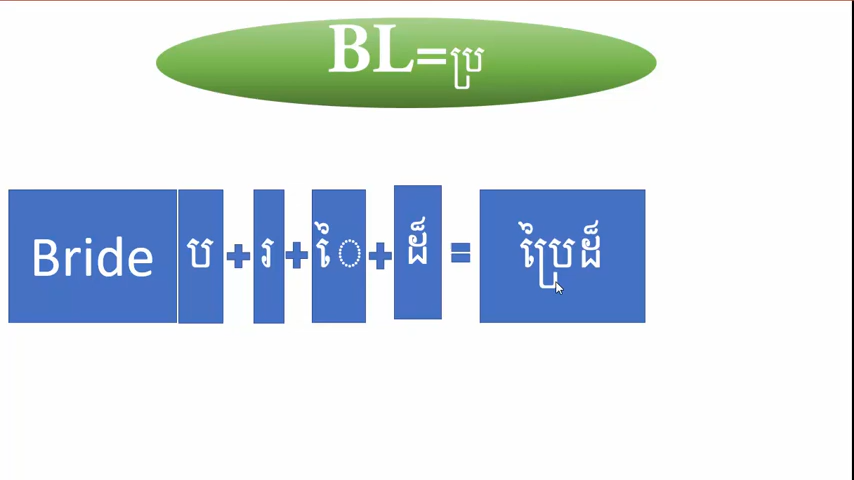 BL=ប្រ
Bride ប + រ + ៃ + ដ៏ = ប្រៃដ៏